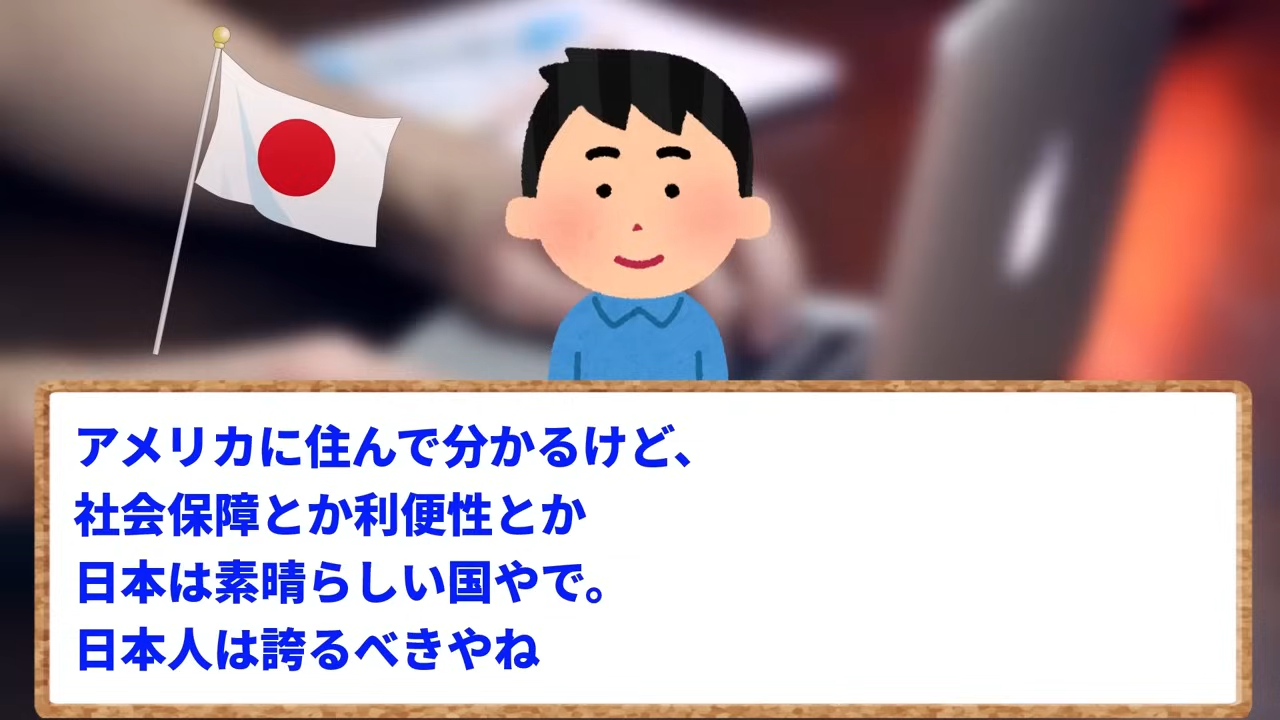 アメリカに住んで分かるけど、
社会保障とか利便性とか
日本は素晴らしい国やで。
日本人は誇るべきやね